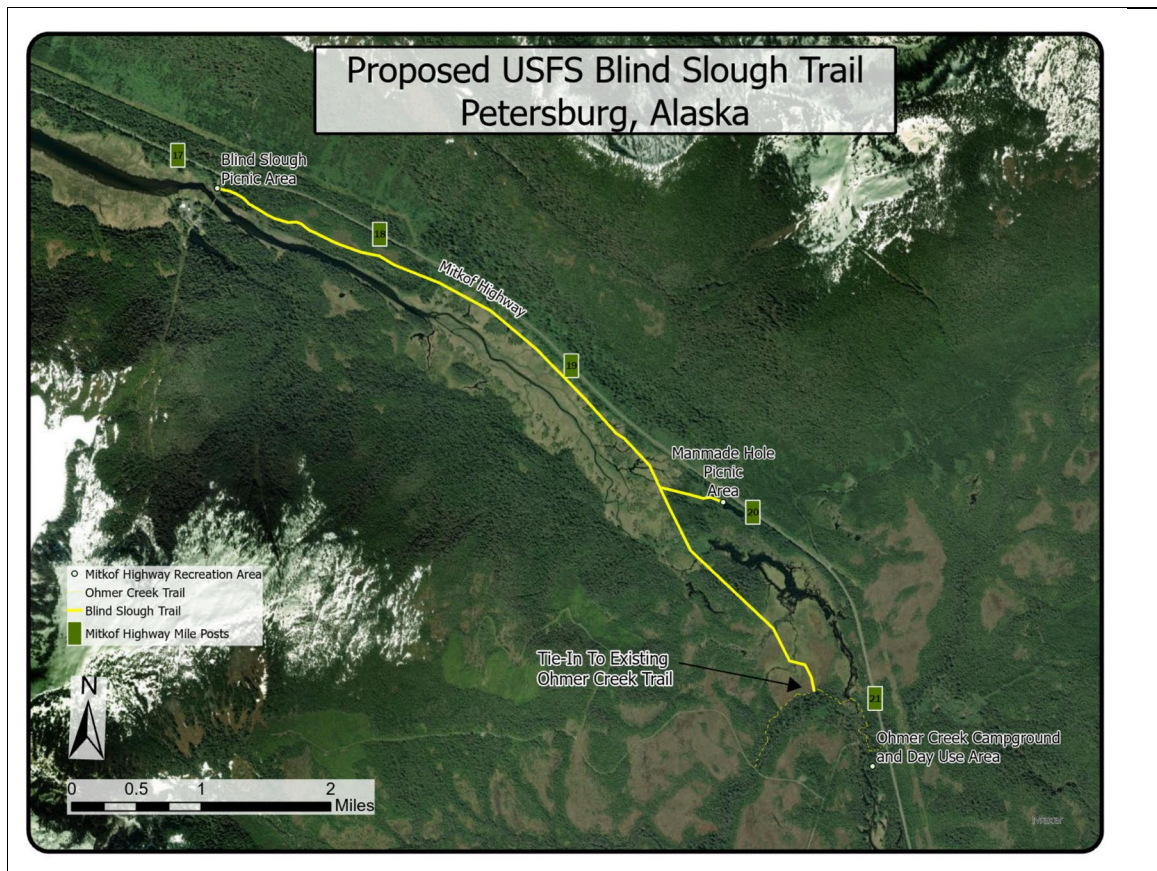 Proposed USFS Blind Slough Trail
Petersburg, Alaska
17
Blind Slough
Picnic Area
18
Mitkof Highway
19
Manmade Hole
Picnic
Area
20
Mitkof Highway Recreation Area
Ohmer Creek Trail
Blind Slough Trail
Mitkof Highway Mile Posts
Tie-In To Existing
Ohmer Creek Trail
21
Ohmer Creek Campground
and Day Use Area
N
0 0.5 1 2
Miles